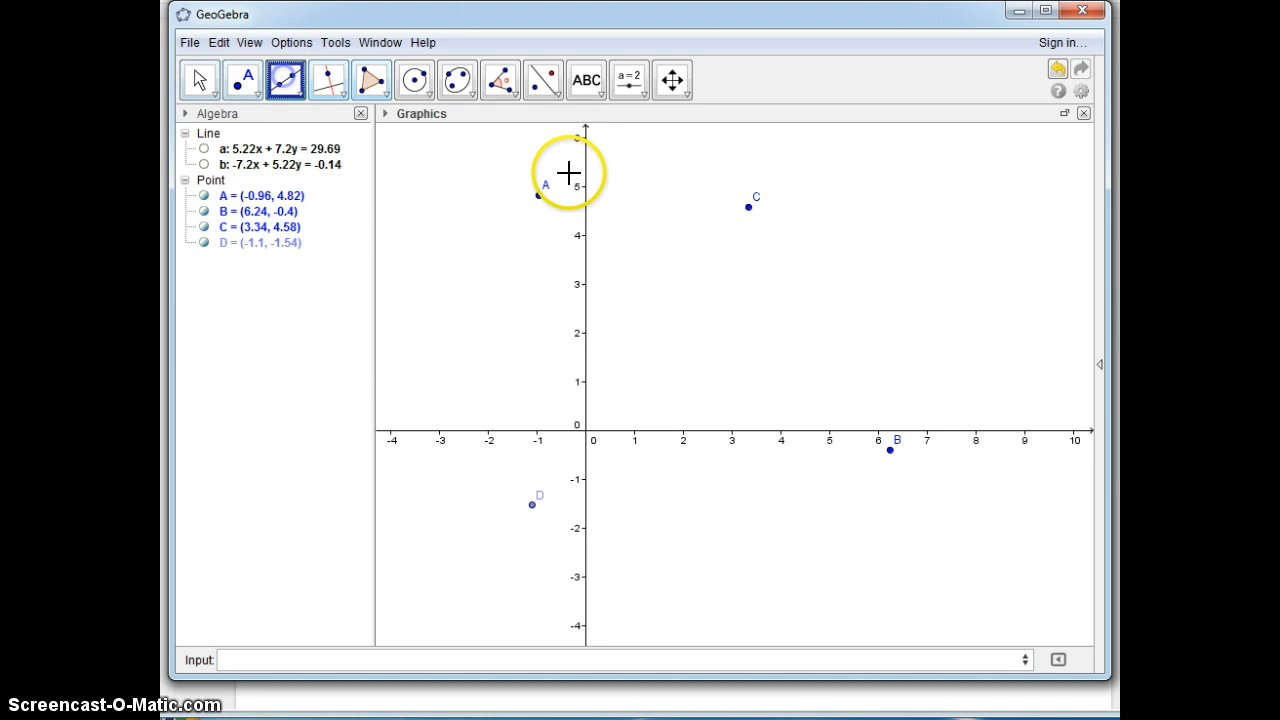 GeoGebra
File Edit View Options Tools Window Help Sign in...
A α ABC a = 2
Algebra
Graphics
Line
a: 5.22x + 7.2y = 29.69
b: -7.2x + 5.22y = -0.14
Point
A = (-0.96, 4.82)
B = (6.24, -0.4)
C = (3.34, 4.58)
D = (-1.1, -1.54)
6
A
5
C
4
3
2
1
0
-4 -3 -2 -1 0 1 2 3 4 5 6 7 8 9 10
B
-1
D
-2
-3
-4
Input:
Screencast-O-Matic.com